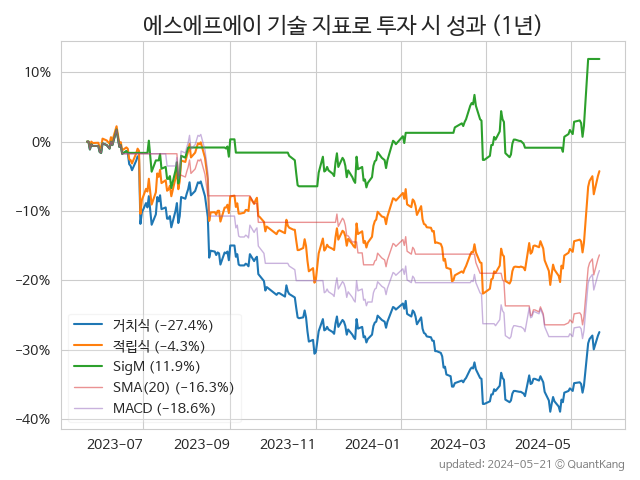 에스에프에이 기술 지표로 투자 시 성과 (1년)
10%
0%
−10%
−20%
−30%
−40%
거치식 (−27.4%)
적립식 (−4.3%)
SigM (11.9%)
SMA(20) (−16.3%)
MACD (−18.6%)
2023−07
2023−09
2023−11
2024−01
2024−03
2024−05
updated: 2024−05−21 © QuantKang